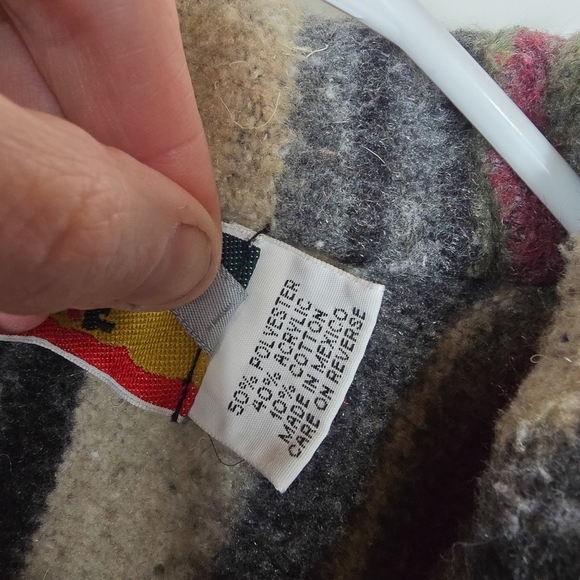 50% POLYESTER
40% ACRYLIC
10% COTTON
MADE IN MEXICO
CARE ON REVERSE